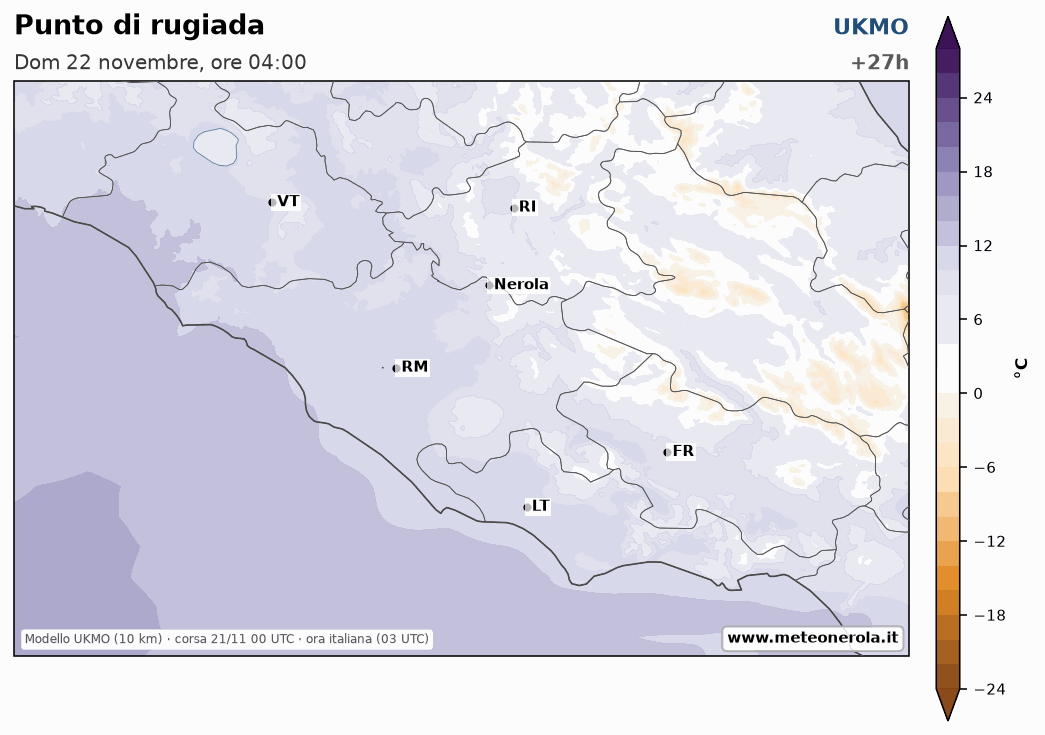 Punto di rugiada
UKMO
Dom 22 novembre, ore 04:00
+27h
24
18
12
6
0
−6
−12
−18
−24
°C
VT
RI
Nerola
RM
FR
LT
Modello UKMO (10 km) · corsa 21/11 00 UTC · ora italiana (03 UTC)
www.meteonerola.it